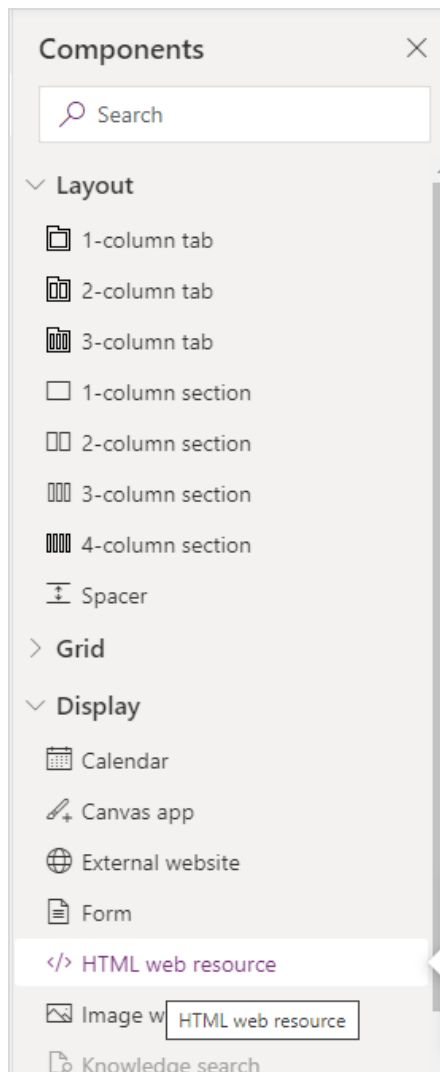 Components
Search
Layout
1-column tab
2-column tab
3-column tab
1-column section
2-column section
3-column section
4-column section
Spacer
Grid
Display
Calendar
Canvas app
External website
Form
</> HTML web resource
Image w
HTML web resource
Knowledge search